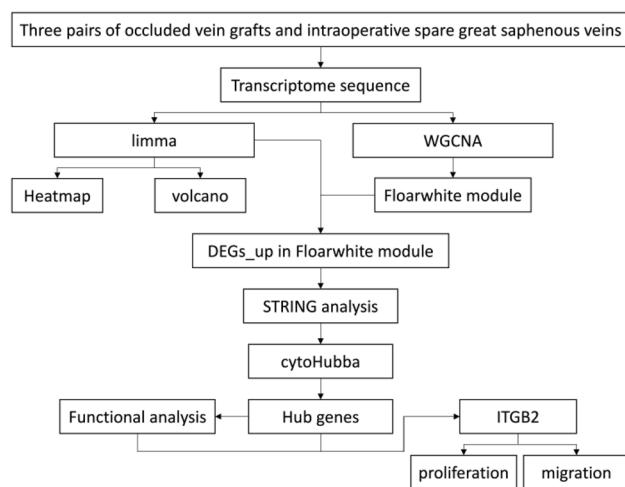 Three pairs of occluded vein grafts and intraoperative spare great saphenous veins
Transcriptome sequence
limma
WGCNA
Heatmap
volcano
Floarwhite module
DEGs_up in Floarwhite module
STRING analysis
cytoHubba
Functional analysis
Hub genes
ITGB2
proliferation
migration